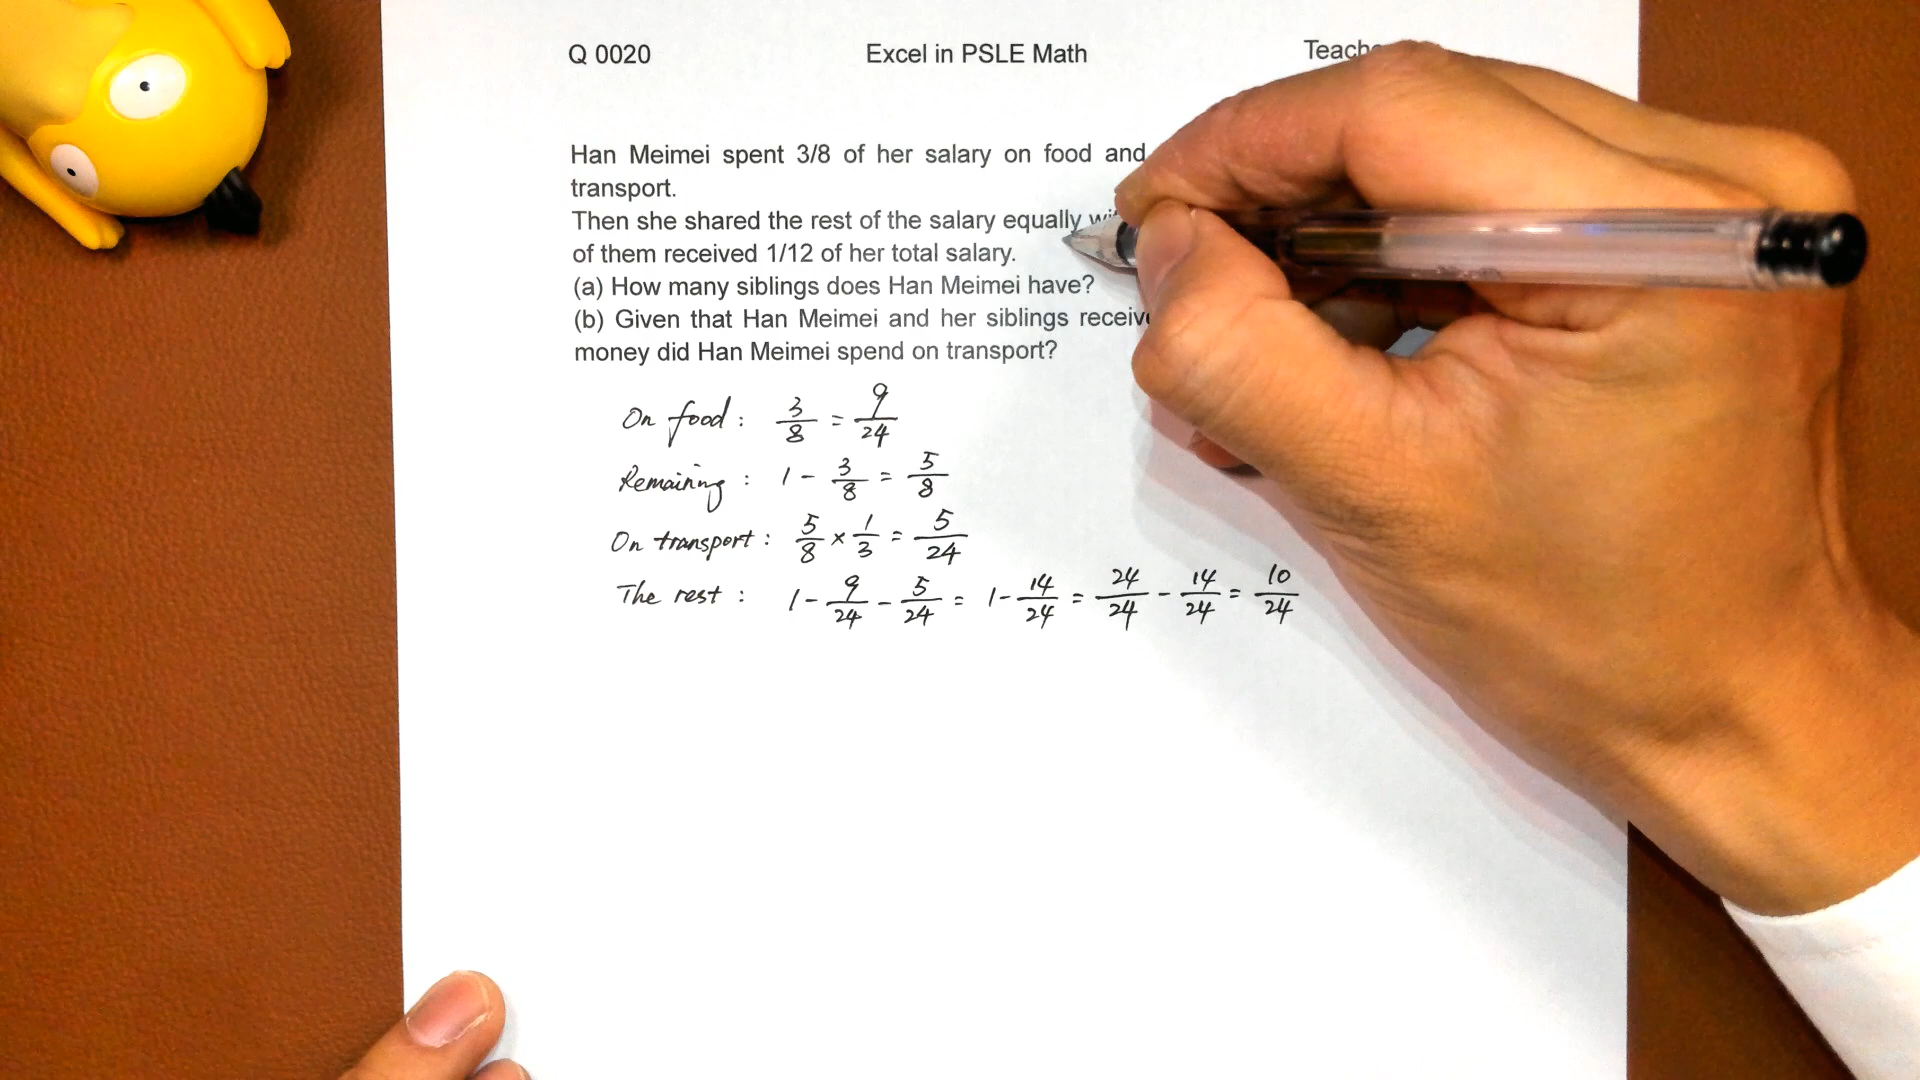 Q 0020 Excel in PSLE Math
Han Meimei spent 3/8 of her salary on food and
transport.
Then she shared the rest of the salary equally
of them received 1/12 of her total salary.
(a) How many siblings does Han Meimei have?
(b) Given that Han Meimei and her siblings
money did Han Meimei spend on transport?
On food : 3/8 = 9/24
Remaining : 1 - 3/8 = 5/8
On transport : 5/8 × 1/3 = 5/24
The rest : 1 - 9/24 - 5/24 = 1 - 14/24 = 24/24 - 14/24 = 10/24